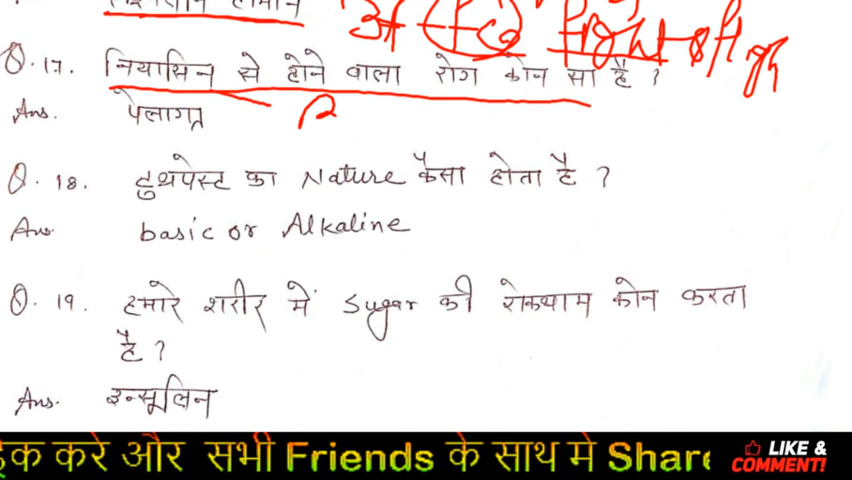 Q. 17. नियासिन से होने वाला रोग कौन सा है ?
Ans. पेलाग्रा
Q. 18. टुथपेस्ट का Nature कैसा होता है ?
Ans. basic or Alkaline
Q. 19. हमारे शरीर में Sugar की रोकथाम कौन करता
है ?
Ans. इन्सूलिन
करे और सभी Friends के साथ मे Share
LIKE &
COMMENT!